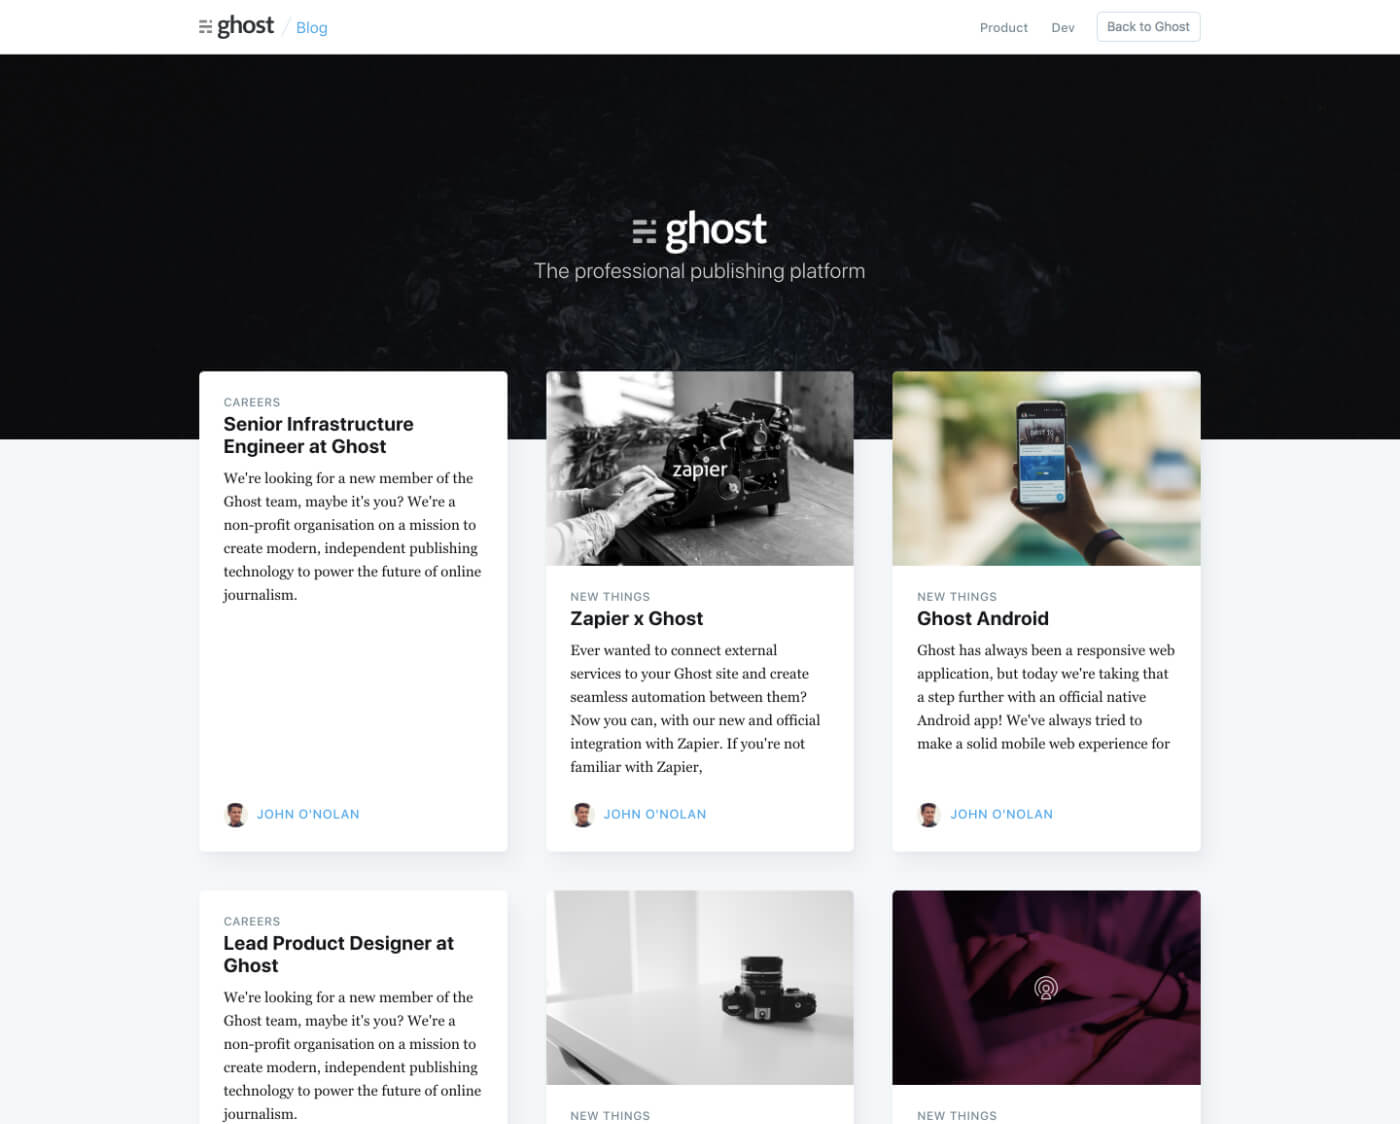 ghost / Blog
Product
Dev
Back to Ghost
ghost
The professional publishing platform
CAREERS
Senior Infrastructure
Engineer at Ghost
We're looking for a new member of the
Ghost team, maybe it's you? We're a
non-profit organisation on a mission to
create modern, independent publishing
technology to power the future of online
journalism.
JOHN O'NOLAN
zapier
NEW THINGS
Zapier x Ghost
Ever wanted to connect external
services to your Ghost site and create
seamless automation between them?
Now you can, with our new and official
integration with Zapier. If you're not
familiar with Zapier,
JOHN O'NOLAN
NEW THINGS
Ghost Android
Ghost has always been a responsive web
application, but today we're taking that
a step further with an official native
Android app! We've always tried to
make a solid mobile web experience for
JOHN O'NOLAN
CAREERS
Lead Product Designer at
Ghost
We're looking for a new member of the
Ghost team, maybe it's you? We're a
non-profit organisation on a mission to
create modern, independent publishing
technology to power the future of online
journalism.
NEW THINGS
NEW THINGS